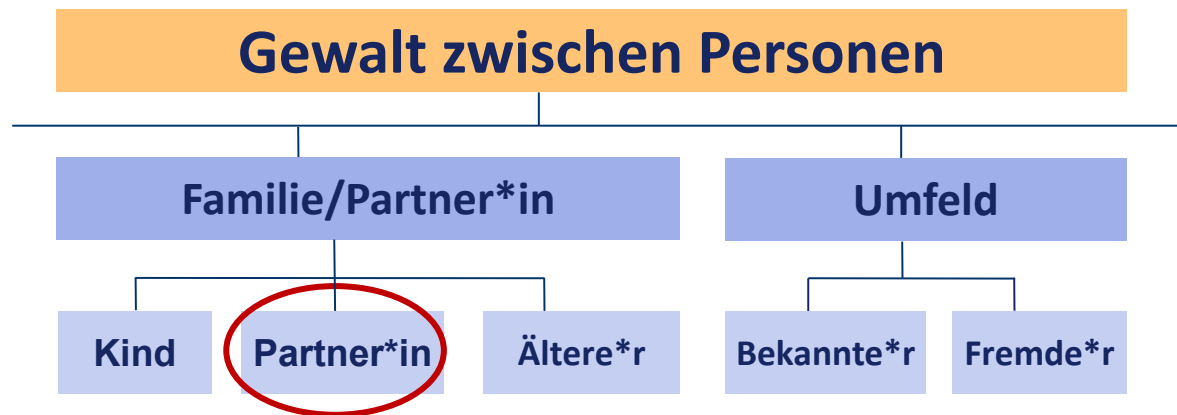 Gewalt zwischen Personen
Familie/Partner*in
Umfeld
Kind
Partner*in
Ältere*r
Bekannte*r
Fremde*r